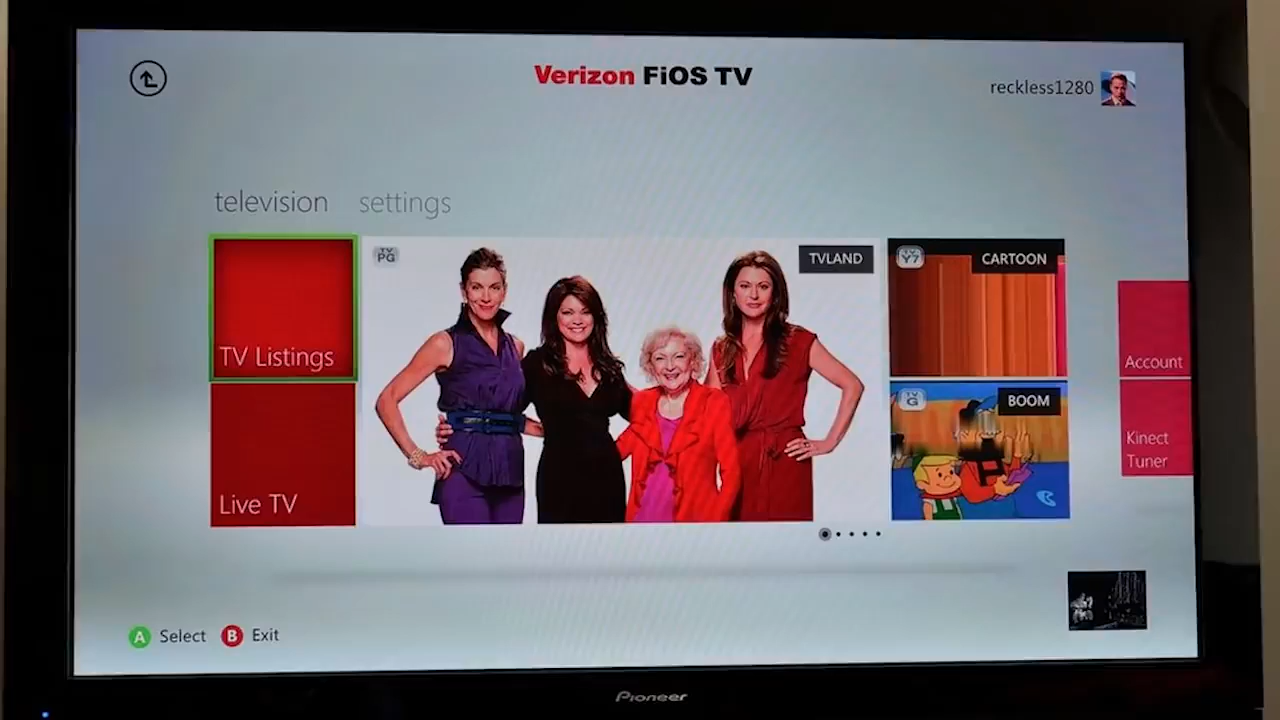 Verizon FiOS TV
reckless1280
television settings
TV PG
TVLAND
TV Y7
CARTOON
TV Listings
Account
TV G
BOOM
Kinect
Tuner
Live TV
A Select B Exit
Pioneer